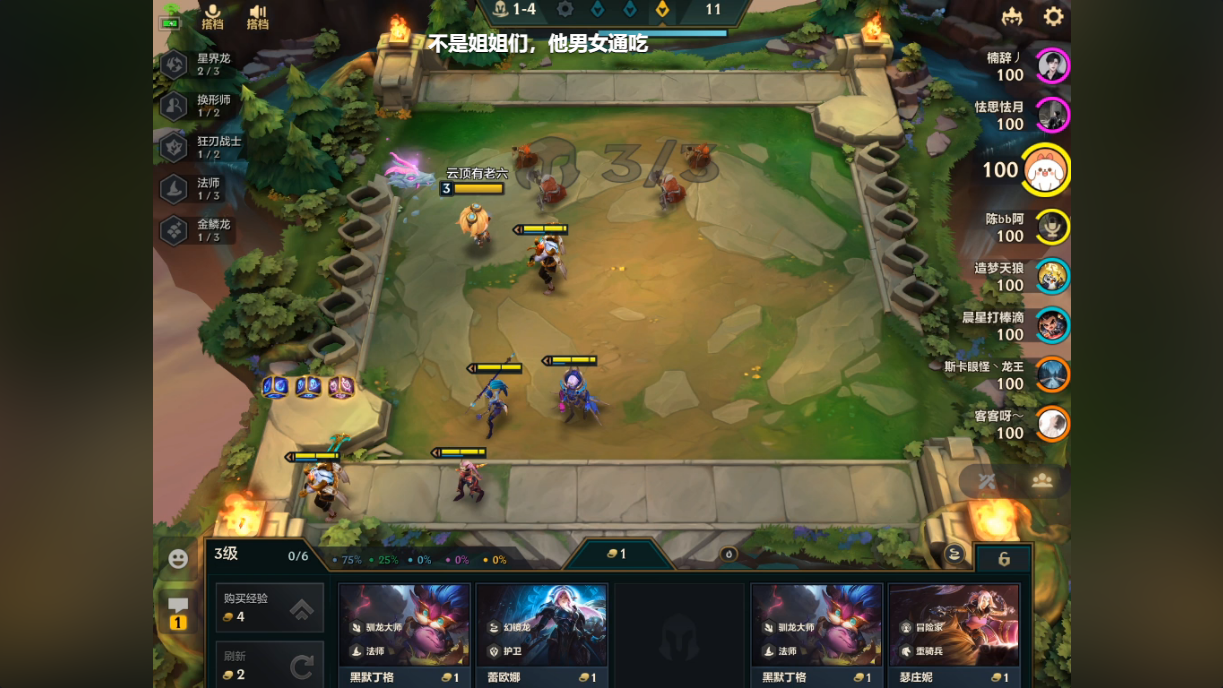 搭档
搭档
1-4
11
不是姐姐们，他男女通吃
星界龙
2 / 3
换形师
1 / 2
狂刃战士
1 / 2
法师
1 / 3
金鳞龙
1 / 3
3/3
云顶有老六
3
楠辞丿
100
怯思怯月
100
100
陈bb阿
100
造梦天狼
100
晨星打棒滴
100
斯卡眼怪丶龙王
100
客客呀～
100
3级
0/6
75%
25%
0%
0%
0%
1
1
购买经验
4
刷新
2
驯龙大师
法师
黑默丁格
1
幻镜龙
护卫
蕾欧娜
1
驯龙大师
法师
黑默丁格
1
冒险家
重骑兵
瑟庄妮
1